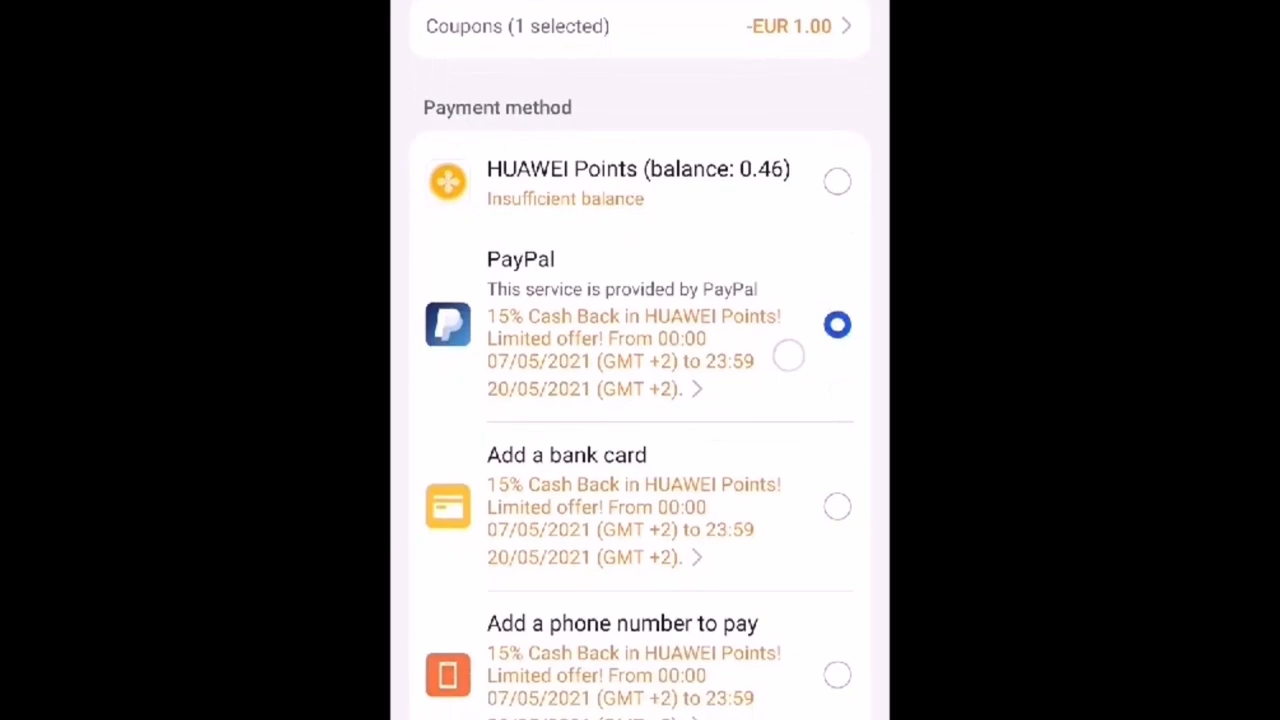 Coupons (1 selected)
-EUR 1.00
Payment method
HUAWEI Points (balance: 0.46)
Insufficient balance
PayPal
This service is provided by PayPal
15% Cash Back in HUAWEI Points!
Limited offer! From 00:00
07/05/2021 (GMT +2) to 23:59
20/05/2021 (GMT +2).
Add a bank card
15% Cash Back in HUAWEI Points!
Limited offer! From 00:00
07/05/2021 (GMT +2) to 23:59
20/05/2021 (GMT +2).
Add a phone number to pay
15% Cash Back in HUAWEI Points!
Limited offer! From 00:00
07/05/2021 (GMT +2) to 23:59